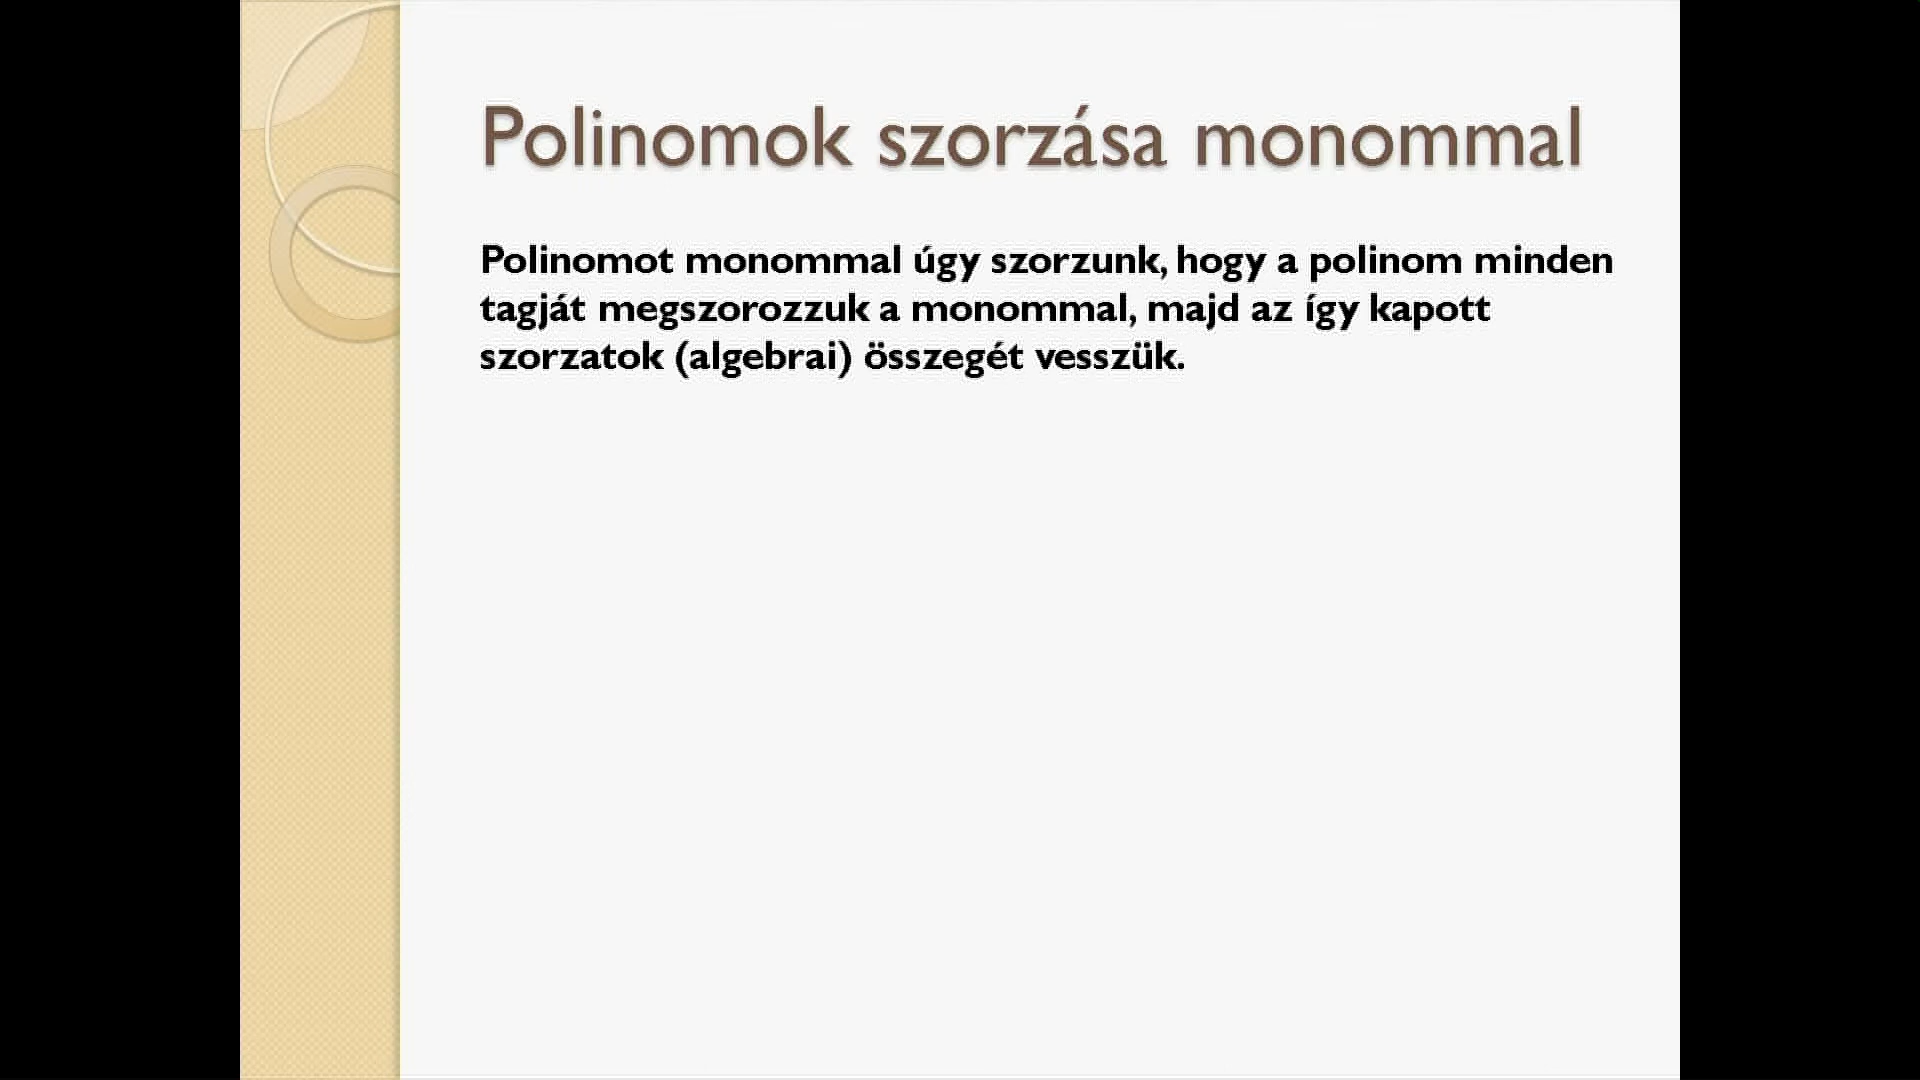 Polinomok szorzása monommal
Polinomot monommal úgy szorzunk, hogy a polinom minden
tagját megszorozzuk a monommal, majd az így kapott
szorzatok (algebrai) összegét vesszük.